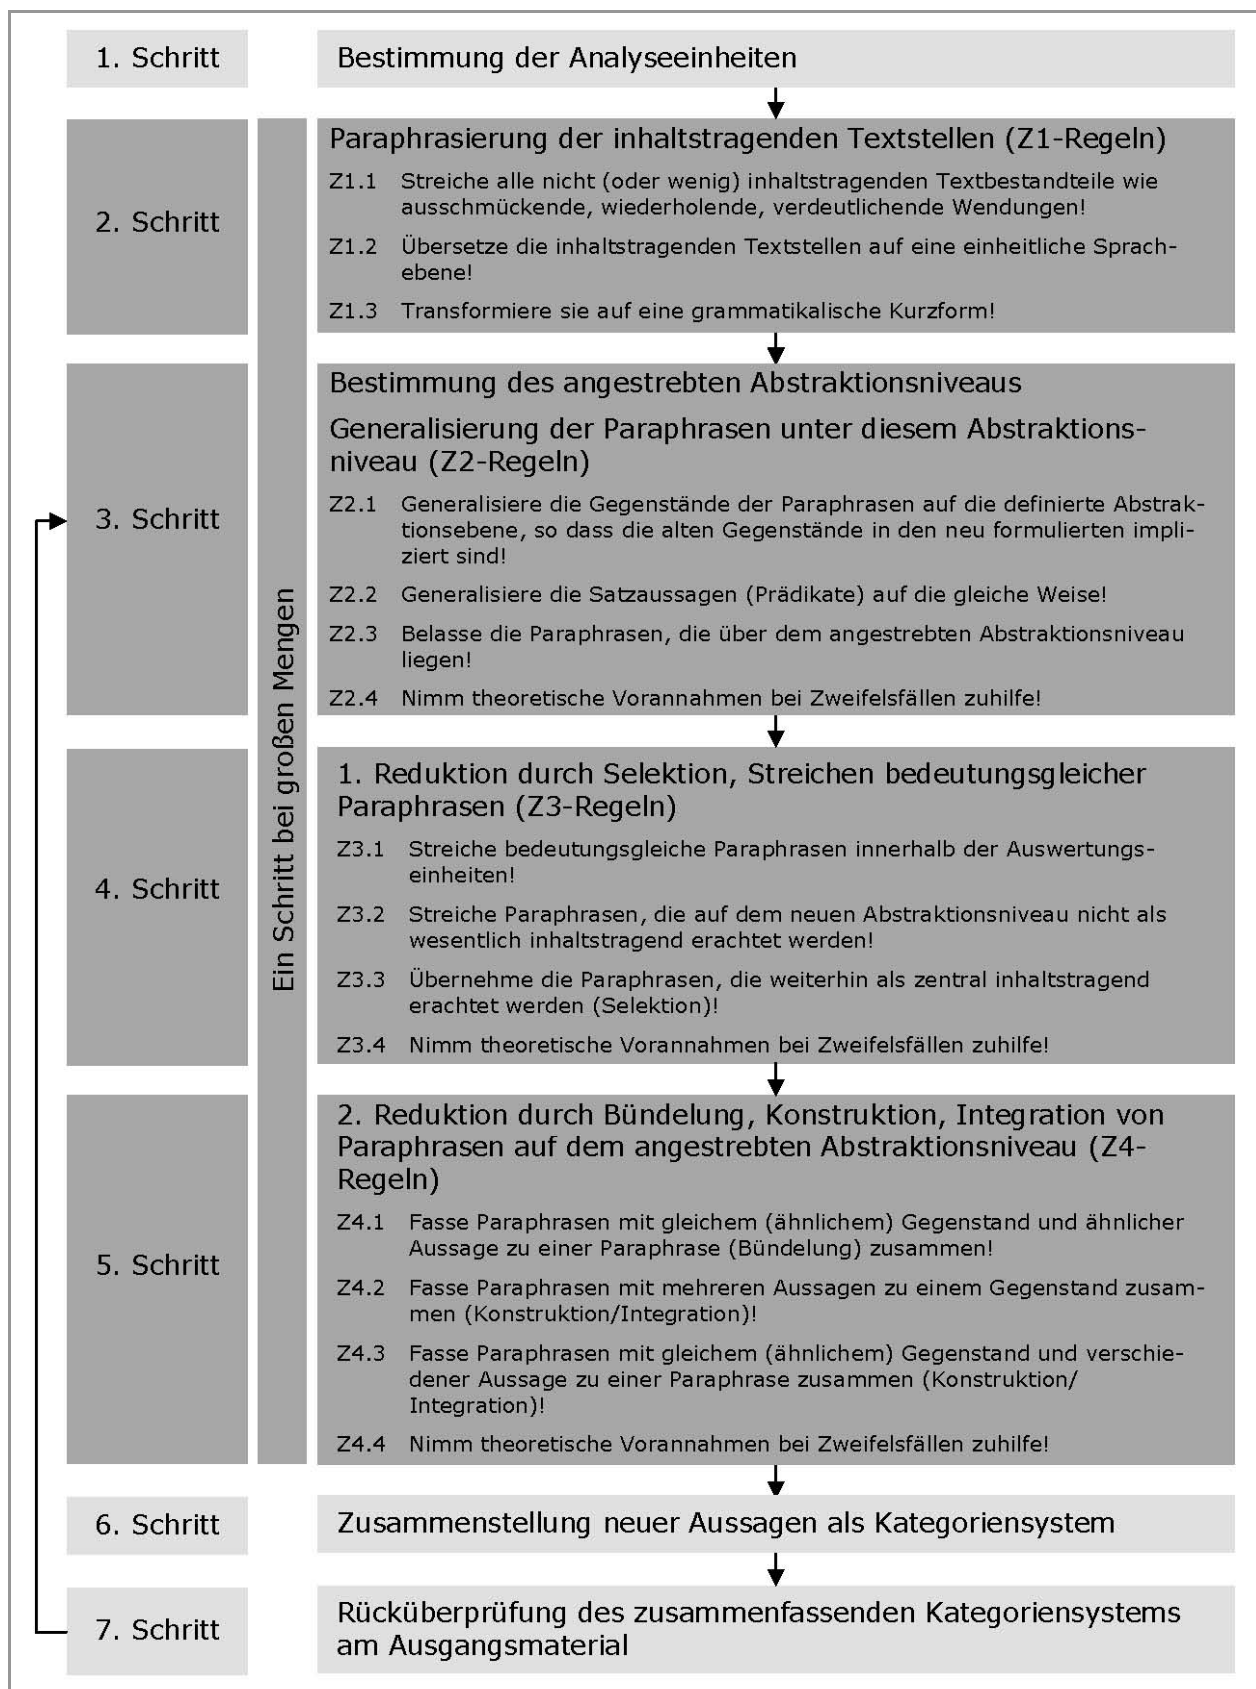 1. Schritt
Bestimmung der Analyseeinheiten
2. Schritt
Ein Schritt bei großen Mengen
Paraphrasierung der inhaltstragenden Textstellen (Z1-Regeln)
Z1.1 Streiche alle nicht (oder wenig) inhaltstragenden Textbestandteile wie
ausschmückende, wiederholende, verdeutlichende Wendungen!
Z1.2 Übersetze die inhaltstragenden Textstellen auf eine einheitliche Sprach-
ebene!
Z1.3 Transformiere sie auf eine grammatikalische Kurzform!
3. Schritt
Bestimmung des angestrebten Abstraktionsniveaus
Generalisierung der Paraphrasen unter diesem Abstraktions-
niveau (Z2-Regeln)
Z2.1 Generalisiere die Gegenstände der Paraphrasen auf die definierte Abstrak-
tionsebene, so dass die alten Gegenstände in den neu formulierten impli-
ziert sind!
Z2.2 Generalisiere die Satzaussagen (Prädikate) auf die gleiche Weise!
Z2.3 Belasse die Paraphrasen, die über dem angestrebten Abstraktionsniveau
liegen!
Z2.4 Nimm theoretische Vorannahmen bei Zweifelsfällen zuhilfe!
4. Schritt
1. Reduktion durch Selektion, Streichen bedeutungsgleicher
Paraphrasen (Z3-Regeln)
Z3.1 Streiche bedeutungsgleiche Paraphrasen innerhalb der Auswertungs-
einheiten!
Z3.2 Streiche Paraphrasen, die auf dem neuen Abstraktionsniveau nicht als
wesentlich inhaltstragend erachtet werden!
Z3.3 Übernehme die Paraphrasen, die weiterhin als zentral inhaltstragend
erachtet werden (Selektion)!
Z3.4 Nimm theoretische Vorannahmen bei Zweifelsfällen zuhilfe!
5. Schritt
2. Reduktion durch Bündelung, Konstruktion, Integration von
Paraphrasen auf dem angestrebten Abstraktionsniveau (Z4-
Regeln)
Z4.1 Fasse Paraphrasen mit gleichem (ähnlichem) Gegenstand und ähnlicher
Aussage zu einer Paraphrase (Bündelung) zusammen!
Z4.2 Fasse Paraphrasen mit mehreren Aussagen zu einem Gegenstand zusam-
men (Konstruktion/Integration)!
Z4.3 Fasse Paraphrasen mit gleichem (ähnlichem) Gegenstand und verschie-
dener Aussage zu einer Paraphrase zusammen (Konstruktion/
Integration)!
Z4.4 Nimm theoretische Vorannahmen bei Zweifelsfällen zuhilfe!
6. Schritt
Zusammenstellung neuer Aussagen als Kategoriensystem
7. Schritt
Rücküberprüfung des zusammenfassenden Kategoriensystems
am Ausgangsmaterial